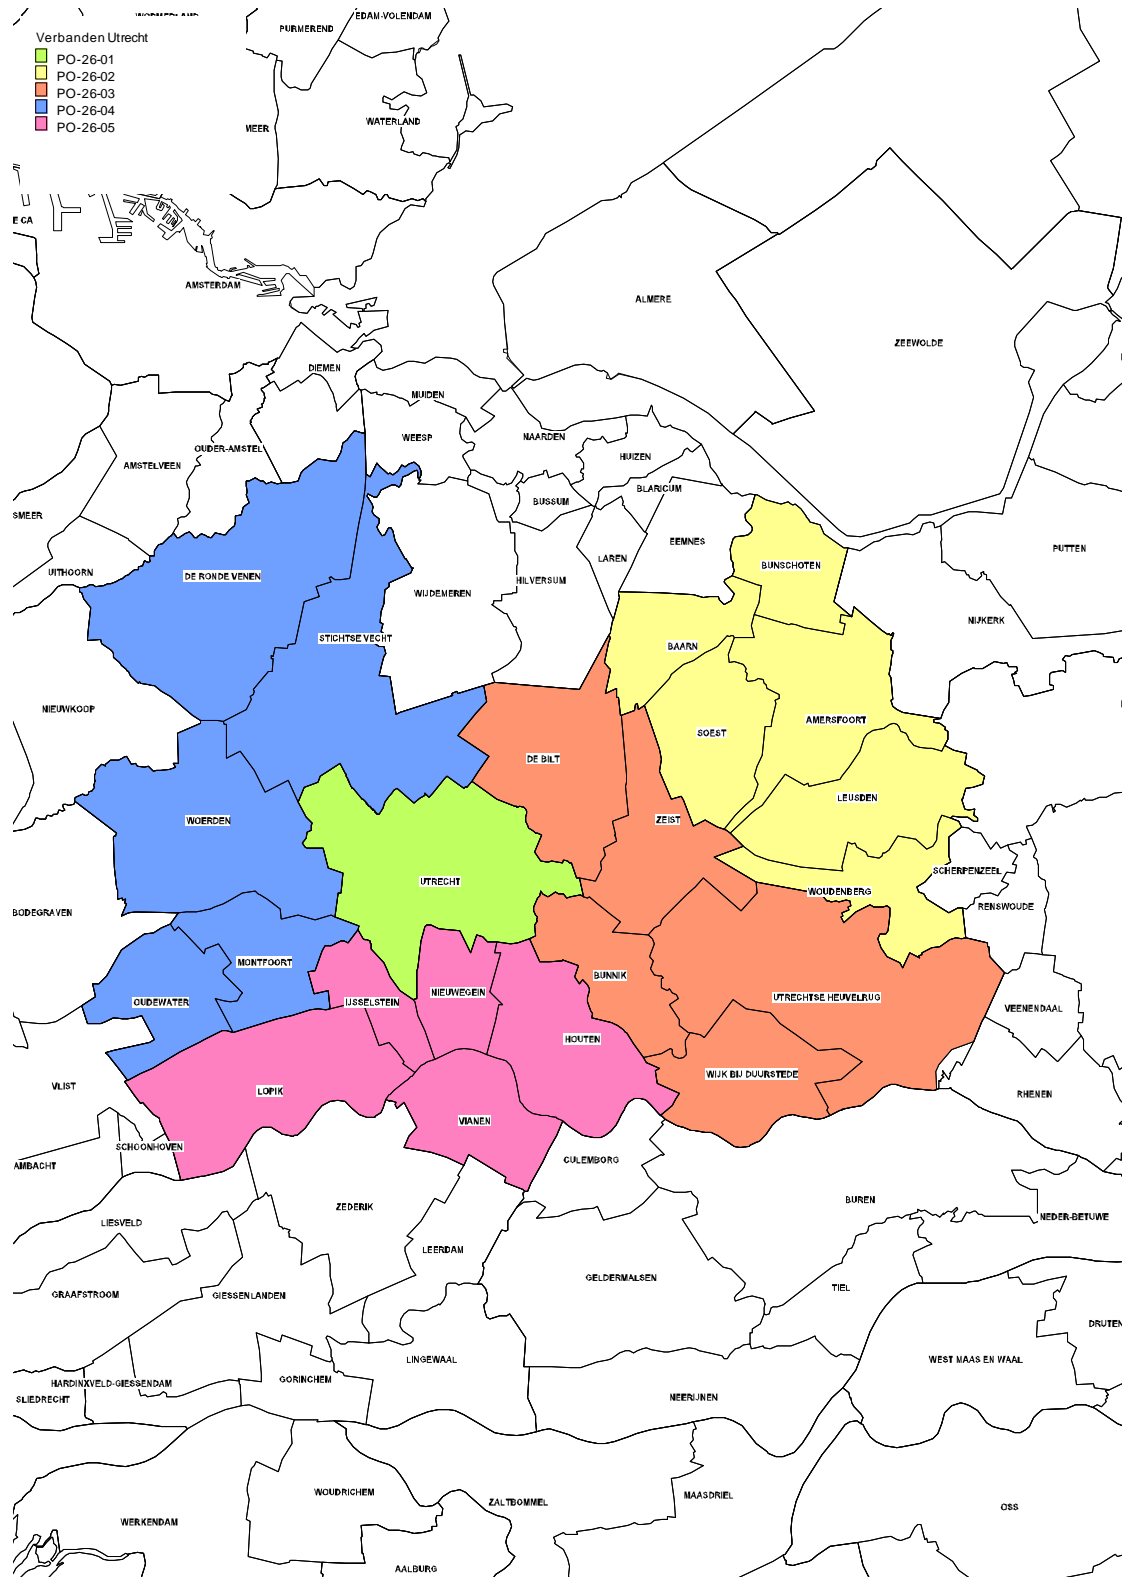 EDAM-VOLENDAM
PURMEREND
Verbanden Utrecht
PO-26-01
PO-26-02
PO-26-03
PO-26-04
PO-26-05
WATERLAND
MEER
E CA
AMSTERDAM
ALMERE
ZEEWOLDE
DIEMEN
MUIDEN
WEESP
NAARDEN
OUDER-AMSTEL
HUIZEN
AMSTELVEEN
BLARICUM
BUSSUM
SMEER
EEMNES
PUTTEN
LAREN
BUNSCHOTEN
UITHOORN
DE RONDE VENEN
HILVERSUM
WIJDEMEREN
NIJKERK
STICHTSE VECHT
BAARN
NIEUWKOOP
AMERSFOORT
SOEST
DE BILT
LEUSDEN
WOERDEN
ZEIST
SCHERPENZEEL
UTRECHT
WOUDENBERG
RENSWOUDE
BODEGRAVEN
MONTFOORT
BUNNIK
NIEUWEGEIN
UTRECHTSE HEUVELRUG
OUDEWATER
IJSSELSTEIN
VEENENDAAL
HOUTEN
WIJK BIJ DUURSTEDE
VLIST
LOPIK
RHENEN
VIANEN
SCHOONHOVEN
CULEMBORG
AMBACHT
BUREN
ZEDERIK
NEDER-BETUWE
LIESVELD
LEERDAM
GELDERMALSEN
TIEL
GRAAFSTROOM
GIESSENLANDEN
DRUTEN
LINGEWAAL
WEST MAAS EN WAAL
GORINCHEM
HARDINXVELD-GIESSENDAM
NEERIJNEN
SLIEDRECHT
WOUDRICHEM
MAASDRIEL
ZALTBOMMEL
OSS
WERKENDAM
AALBURG